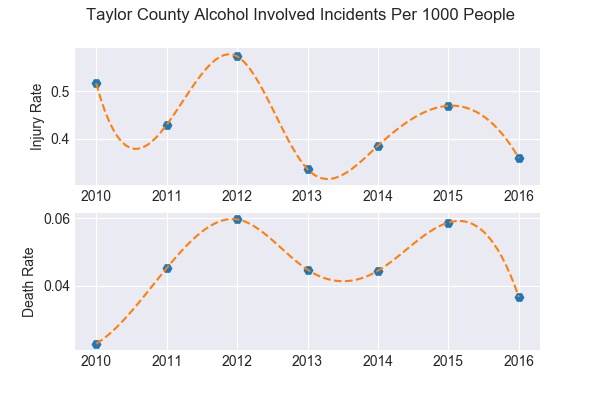 Taylor County Alcohol Involved Incidents Per 1000 People
Injury Rate
0.5
0.4
2010 2011 2012 2013 2014 2015 2016
Death Rate
0.06
0.04
2010 2011 2012 2013 2014 2015 2016